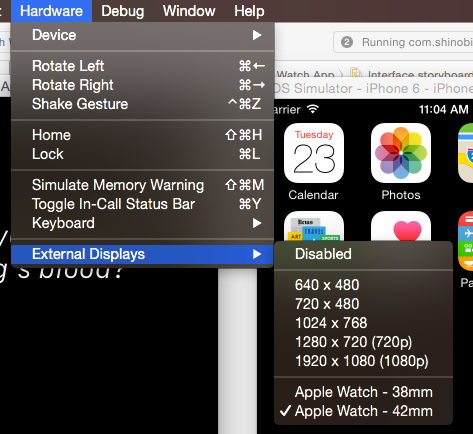 Hardware Debug Window Help
Device
Rotate Left ⌘←
Rotate Right ⌘→
Shake Gesture ^⌘Z
Home ⇧⌘H
Lock ⌘L
Simulate Memory Warning ⇧⌘M
Toggle In-Call Status Bar ⌘Y
Keyboard
External Displays
Disabled
640 x 480
720 x 480
1024 x 768
1280 x 720 (720p)
1920 x 1080 (1080p)
Apple Watch - 38mm
✓ Apple Watch - 42mm
2 Running com.shinobi
Watch App Interface.storyboard
OS Simulator - iPhone 6 - iPhone
arrier 11:04 AM
Tuesday
23
Calendar Photos
g's blood?